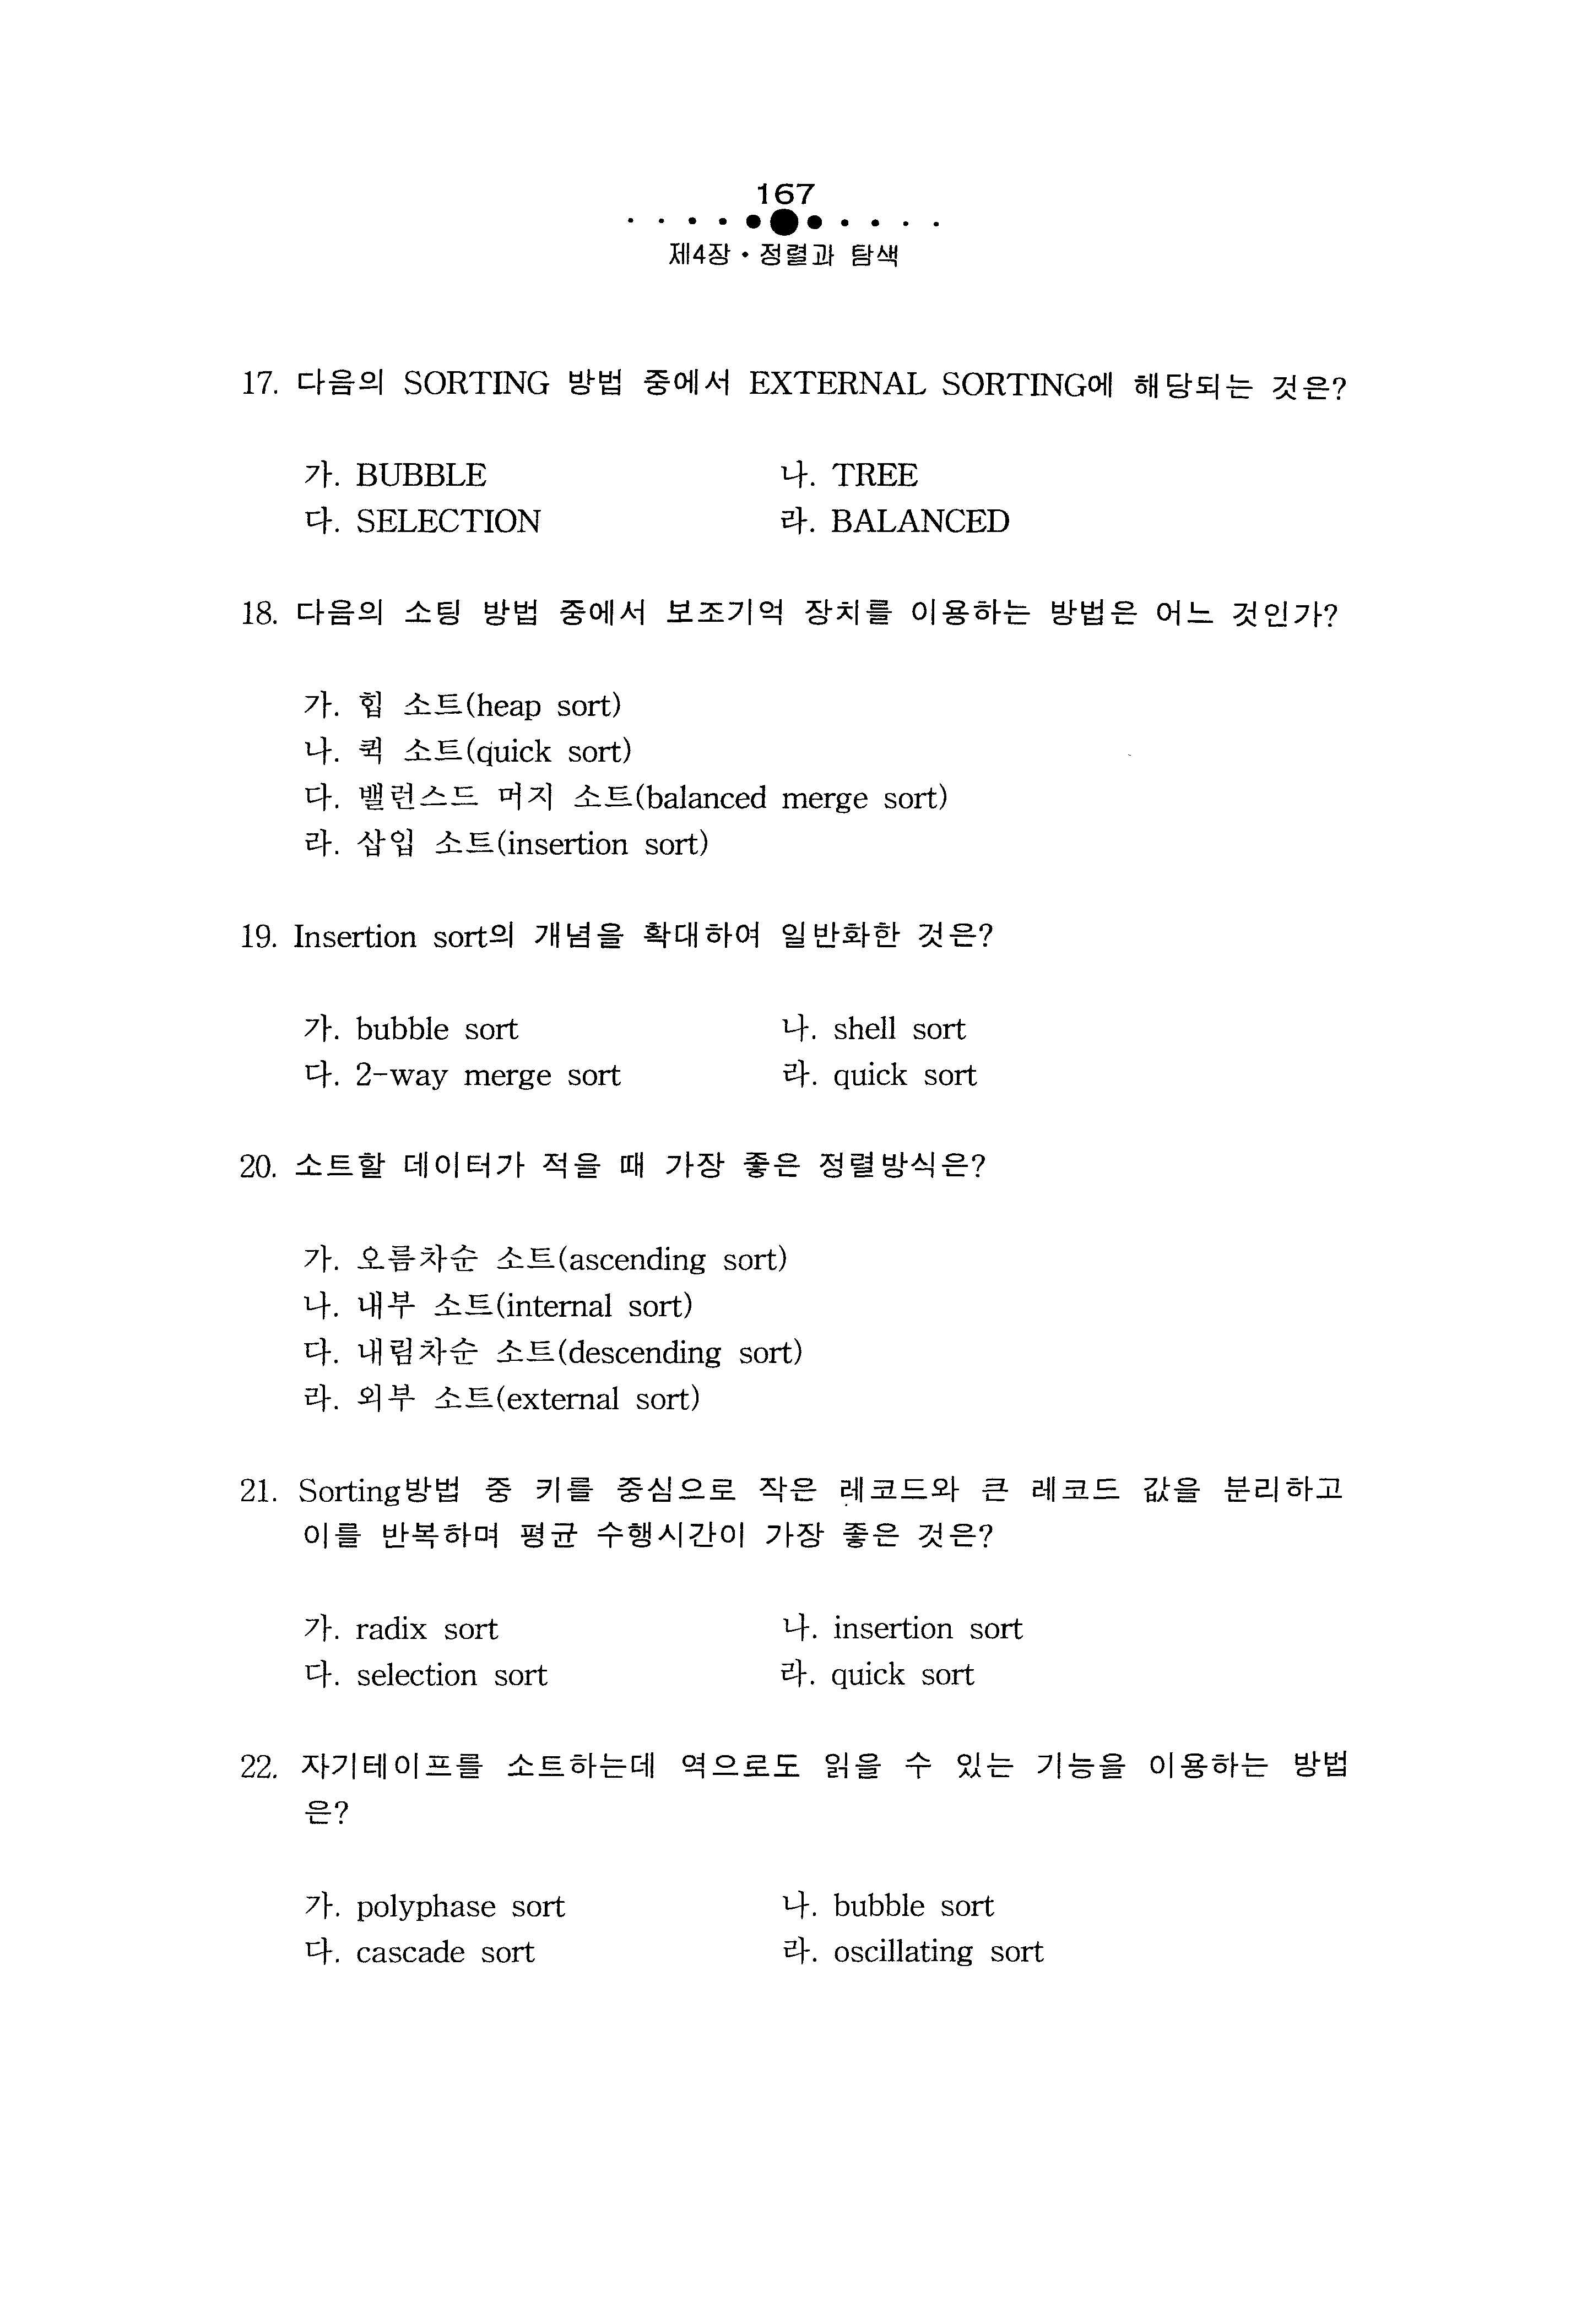 167
제4장 • 정렬과 탐색
17. 다음의 SORTING 방법 중에서 EXTERNAL SORTING에 해당되는 것은?
가. BUBBLE 나. TREE
다. SELECTION 라. BALANCED
18. 다음의 소팅 방법 중에서 보조기억 장치를 이용하는 방법은 어느 것인가?
가. 힙 소트(heap sort)
나. 퀵 소트(quick sort)
다. 밸런스드 머지 소트(balanced merge sort)
라. 삽입 소트(insertion sort)
19. Insertion sort의 개념을 확대하여 일반화한 것은?
가. bubble sort 나. shell sort
다. 2-way merge sort 라. quick sort
20. 소트할 데이터가 적을 때 가장 좋은 정렬방식은?
가. 오름차순 소트(ascending sort)
나. 내부 소트(internal sort)
다. 내림차순 소트(descending sort)
라. 외부 소트(external sort)
21. Sorting방법 중 키를 중심으로 작은 레코드와 큰 레코드 값을 분리하고
이를 반복하며 평균 수행시간이 가장 좋은 것은?
가. radix sort 나. insertion sort
다. selection sort 라. quick sort
22. 자기테이프를 소트하는데 역으로도 읽을 수 있는 기능을 이용하는 방법
은?
가. polyphase sort 나. bubble sort
다. cascade sort 라. oscillating sort